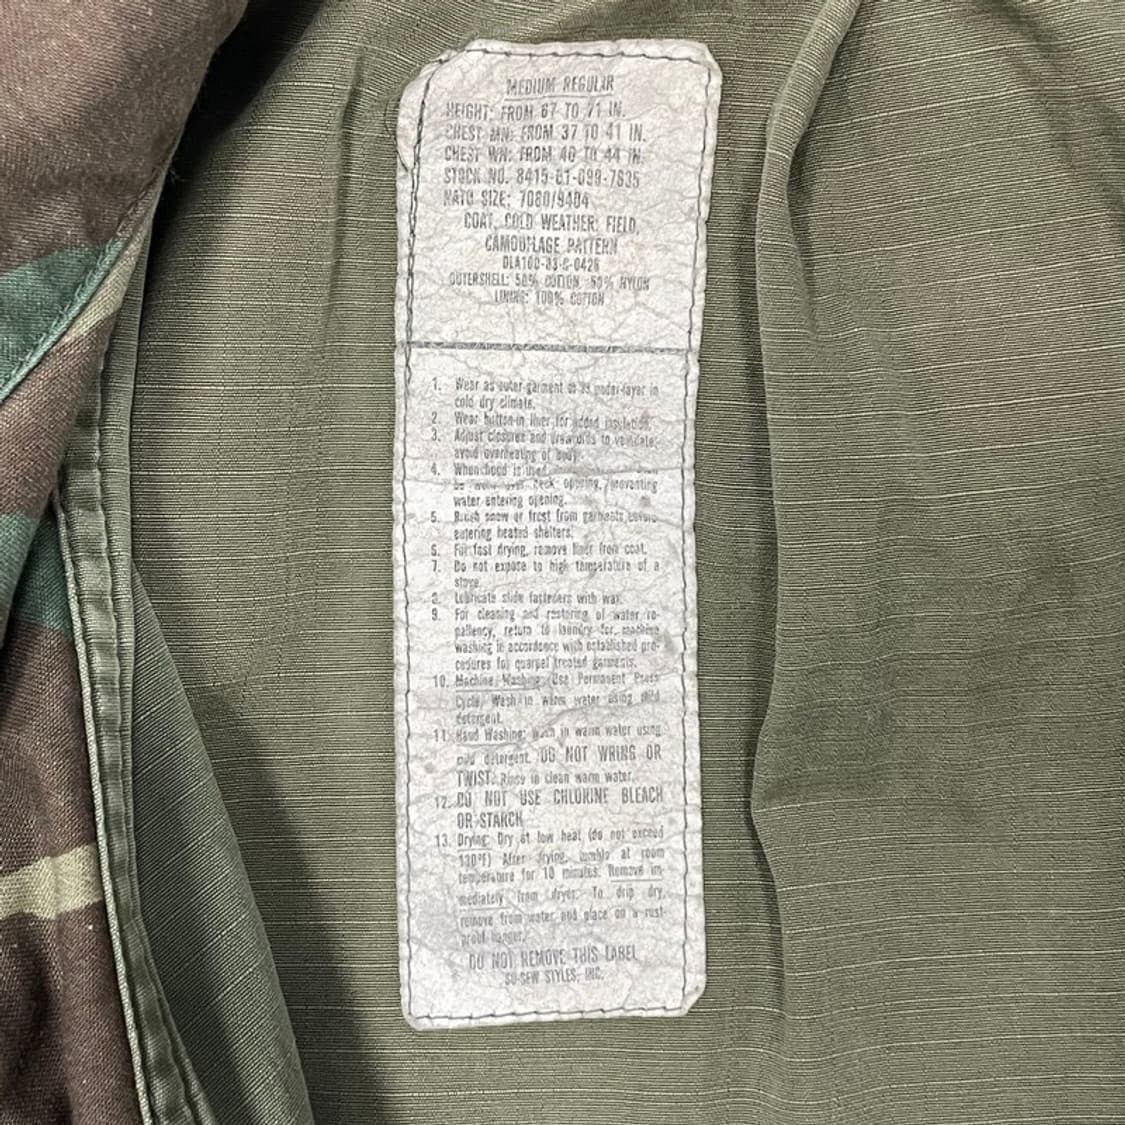 MEDIUM REGULAR
HEIGHT: FROM 67 TO 71 IN.
CHEST MN: FROM 37 TO 41 IN.
CHEST WN: FROM 40 TO 44 IN.
STOCK NO. 8415-01-099-7835
NATO SIZE: 7080/9404
COAT, COLD WEATHER, FIELD,
CAMOUFLAGE PATTERN
DLA100-83-C-0426
OUTERSHELL: 50% COTTON, 50% NYLON
LINING: 100% COTTON
1. Wear as outer garment or as under-layer in
cold dry climate.
2. Wear button-in liner for added insulation.
3. Adjust closures and drawcords to ventilate;
avoid overheating of body.
4. When hood is used
be worn over neck opening, preventing
water entering opening.
5. Brush snow or frost from garments before
entering heated shelters.
6. For fast drying, remove liner from coat.
7. Do not expose to high temperature of a
stove.
8. Lubricate slide fasteners with wax.
9. For cleaning and restoring of water re-
pellency, return to laundry for machine
washing in accordance with established pro-
cedures for quarpel treated garments.
10. Machine Washing: Use Permanent Press
Cycle. Wash in warm water using mild
detergent.
11. Hand Washing: Wash in warm water using
mild detergent. DO NOT WRING OR
TWIST. Rinse in clean warm water.
12. DO NOT USE CHLORINE BLEACH
OR STARCH
13. Drying: Dry at low heat (do not exceed
130°F) After drying, tumble at room
temperature for 10 minutes. Remove im-
mediately from dryer. To drip dry,
remove from water and place on a rust-
proof hanger.
DO NOT REMOVE THIS LABEL
SO-SEW STYLES, INC.